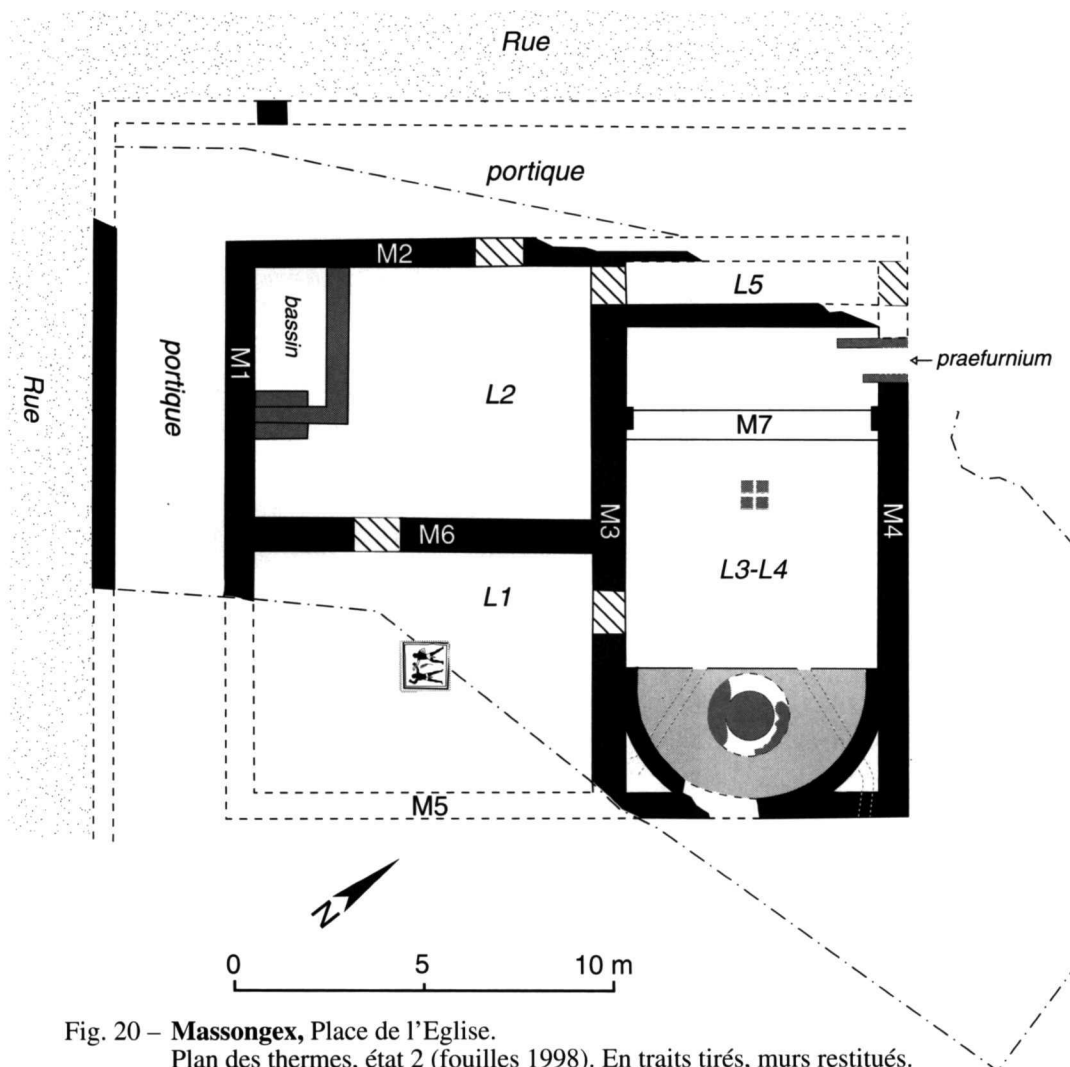 Rue
portique
M2
L5
bassin
M1
praefurnium
Rue
portique
L2
M7
M6
M3
M4
L3-L4
L1
M5
N
0 5 10 m
Fig. 20 – Massongex, Place de l'Eglise.
Plan des thermes, état 2 (fouilles 1998). En traits tirés, murs restitués.